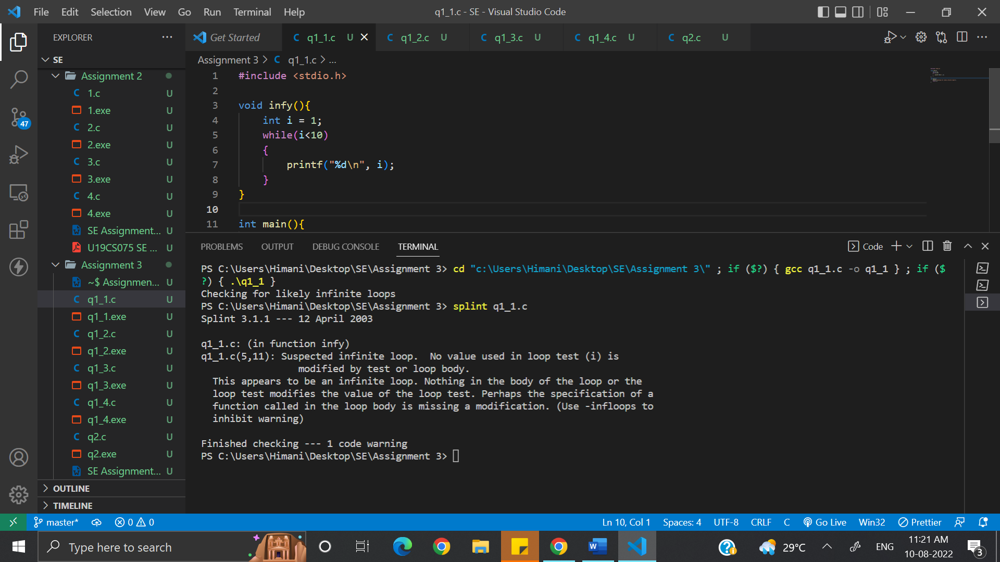 File Edit Selection View Go Run Terminal Help
q1_1.c - SE - Visual Studio Code
EXPLORER
SE
Assignment 2
1.c U
1.exe U
2.c U
2.exe U
3.c U
3.exe U
4.c U
4.exe U
SE Assignment... U
U19CS075 SE ... U
Assignment 3
~$ Assignmen... U
q1_1.c U
q1_1.exe U
q1_2.c U
q1_2.exe U
q1_3.c U
q1_3.exe U
q1_4.c U
q1_4.exe U
q2.c U
q2.exe U
SE Assignment... U
OUTLINE
TIMELINE
47
Get Started
C q1_1.c U
C q1_2.c U
C q1_3.c U
C q1_4.c U
C q2.c U
Assignment 3 > C q1_1.c > ...
1 #include <stdio.h>
2
3 void infy(){
4 int i = 1;
5 while(i<10)
6 {
7 printf("%d\n", i);
8 }
9 }
10
11 int main(){
PROBLEMS OUTPUT DEBUG CONSOLE TERMINAL
Code
PS C:\Users\Himani\Desktop\SE\Assignment 3> cd "c:\Users\Himani\Desktop\SE\Assignment 3\" ; if ($?) { gcc q1_1.c -o q1_1 } ; if ($
?) { .\q1_1 }
Checking for likely infinite loops
PS C:\Users\Himani\Desktop\SE\Assignment 3> splint q1_1.c
Splint 3.1.1 --- 12 April 2003
q1_1.c: (in function infy)
q1_1.c(5,11): Suspected infinite loop.  No value used in loop test (i) is
modified by test or loop body.
This appears to be an infinite loop. Nothing in the body of the loop or the
loop test modifies the value of the loop test. Perhaps the specification of a
function called in the loop body is missing a modification. (Use -infloops to
inhibit warning)
Finished checking --- 1 code warning
PS C:\Users\Himani\Desktop\SE\Assignment 3>
master* 0 0
Ln 10, Col 1 Spaces: 4 UTF-8 CRLF C Go Live Win32 Prettier
Type here to search
29°C
ENG
11:21 AM
10-08-2022
3